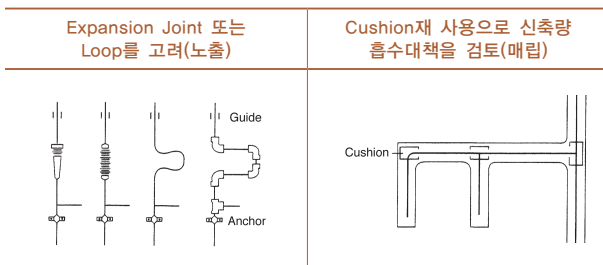 Expansion Joint 또는
Loop를 고려(노출)
Cushion재 사용으로 신축량
흡수대책을 검토(매립)
Guide
Anchor
Cushion